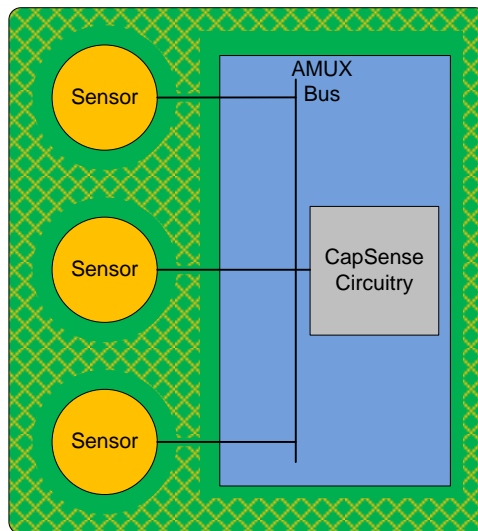 Sensor
AMUX
Bus
Sensor
CapSense
Circuitry
Sensor